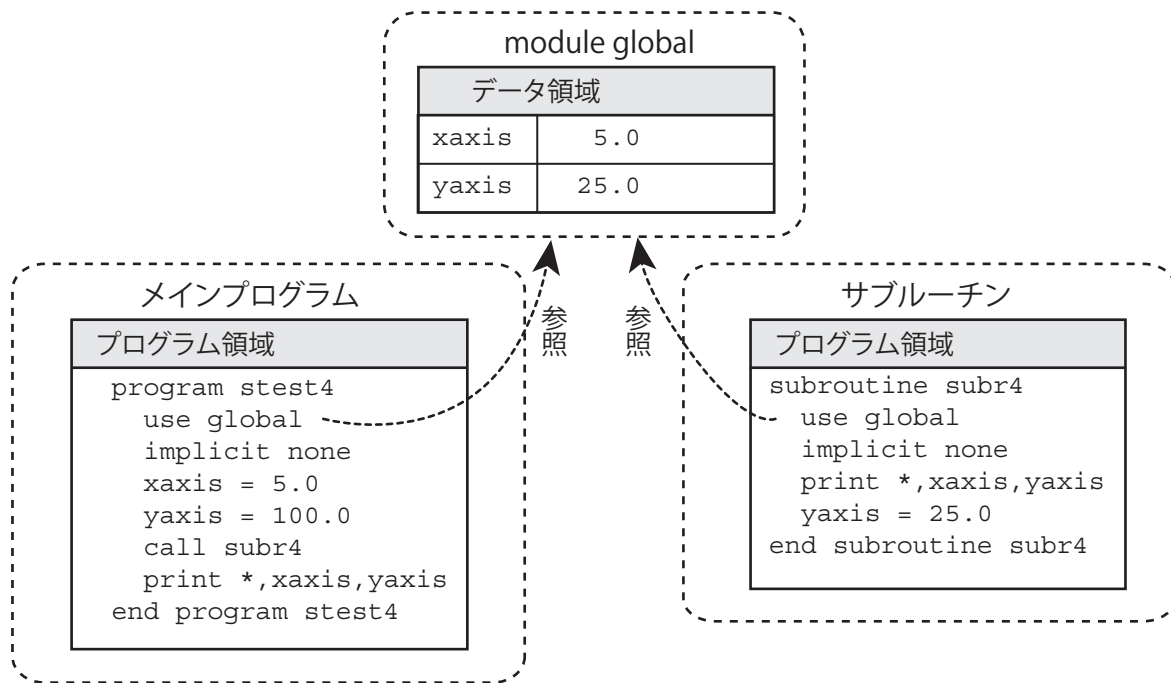 module global
データ領域
xaxis 5.0
yaxis 25.0
参照
参照
メインプログラム
プログラム領域
program stest4
use global
implicit none
xaxis = 5.0
yaxis = 100.0
call subr4
print *,xaxis,yaxis
end program stest4
サブルーチン
プログラム領域
subroutine subr4
use global
implicit none
print *,xaxis,yaxis
yaxis = 25.0
end subroutine subr4